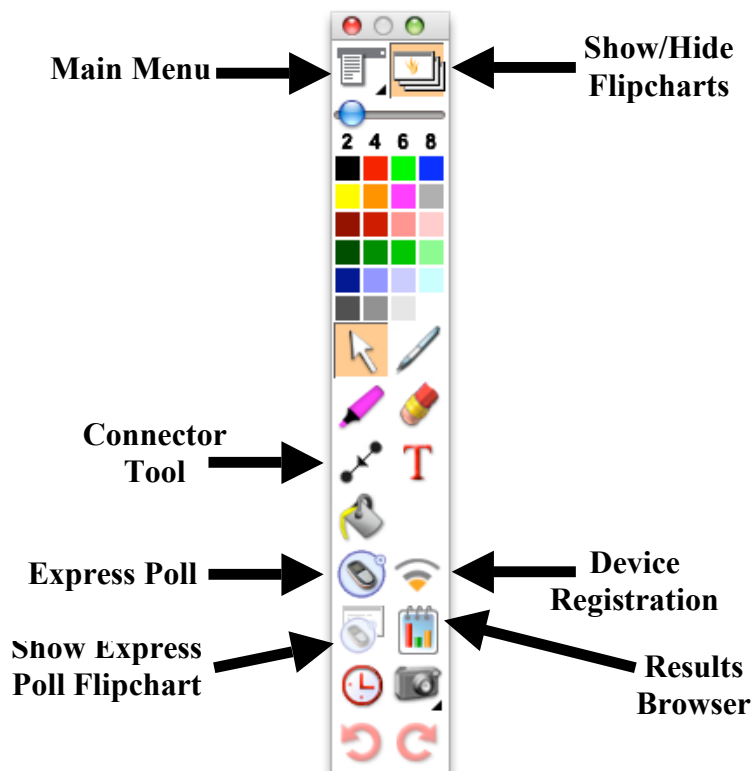 Main Menu
Show/Hide
Flipcharts
2 4 6 8
Connector
Tool
T
Express Poll
Device
Registration
Show Express
Poll Flipchart
Results
Browser